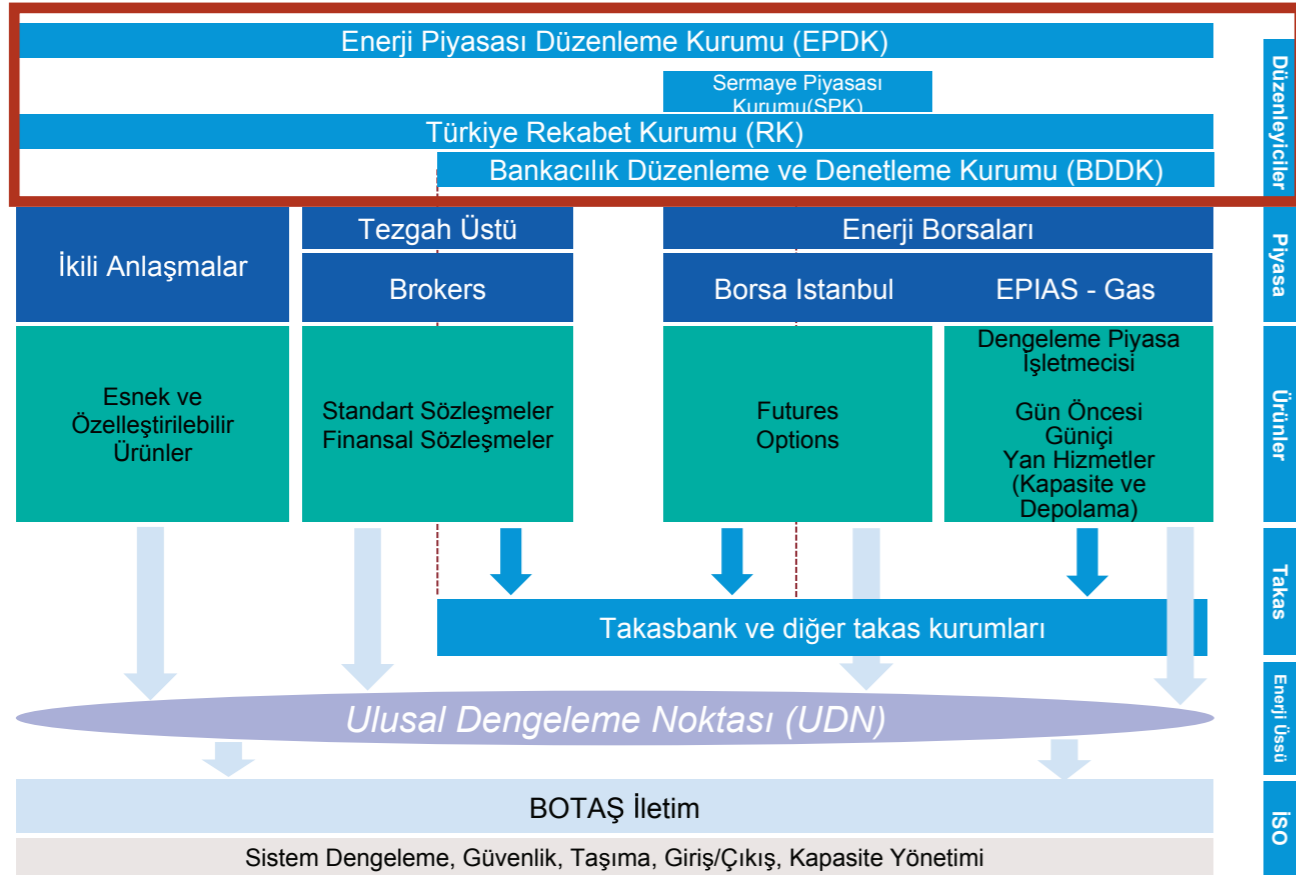 Enerji Piyasası Düzenleme Kurumu (EPDK)
Sermaye Piyasası
Kurumu(SPK)
Türkiye Rekabet Kurumu (RK)
Bankacılık Düzenleme ve Denetleme Kurumu (BDDK)
Düzenleyiciler
İkili Anlaşmalar
Tezgah Üstü
Brokers
Enerji Borsaları
Borsa Istanbul
EPIAS - Gas
Piyasa
Esnek ve
Özelleştirilebilir
Ürünler
Standart Sözleşmeler
Finansal Sözleşmeler
Futures
Options
Dengeleme Piyasa
İşletmecisi
Gün Öncesi
Güniçi
Yan Hizmetler
(Kapasite ve
Depolama)
Ürünler
Takasbank ve diğer takas kurumları
Takas
Ulusal Dengeleme Noktası (UDN)
Enerji Üssü
BOTAŞ İletim
Sistem Dengeleme, Güvenlik, Taşıma, Giriş/Çıkış, Kapasite Yönetimi
İSO